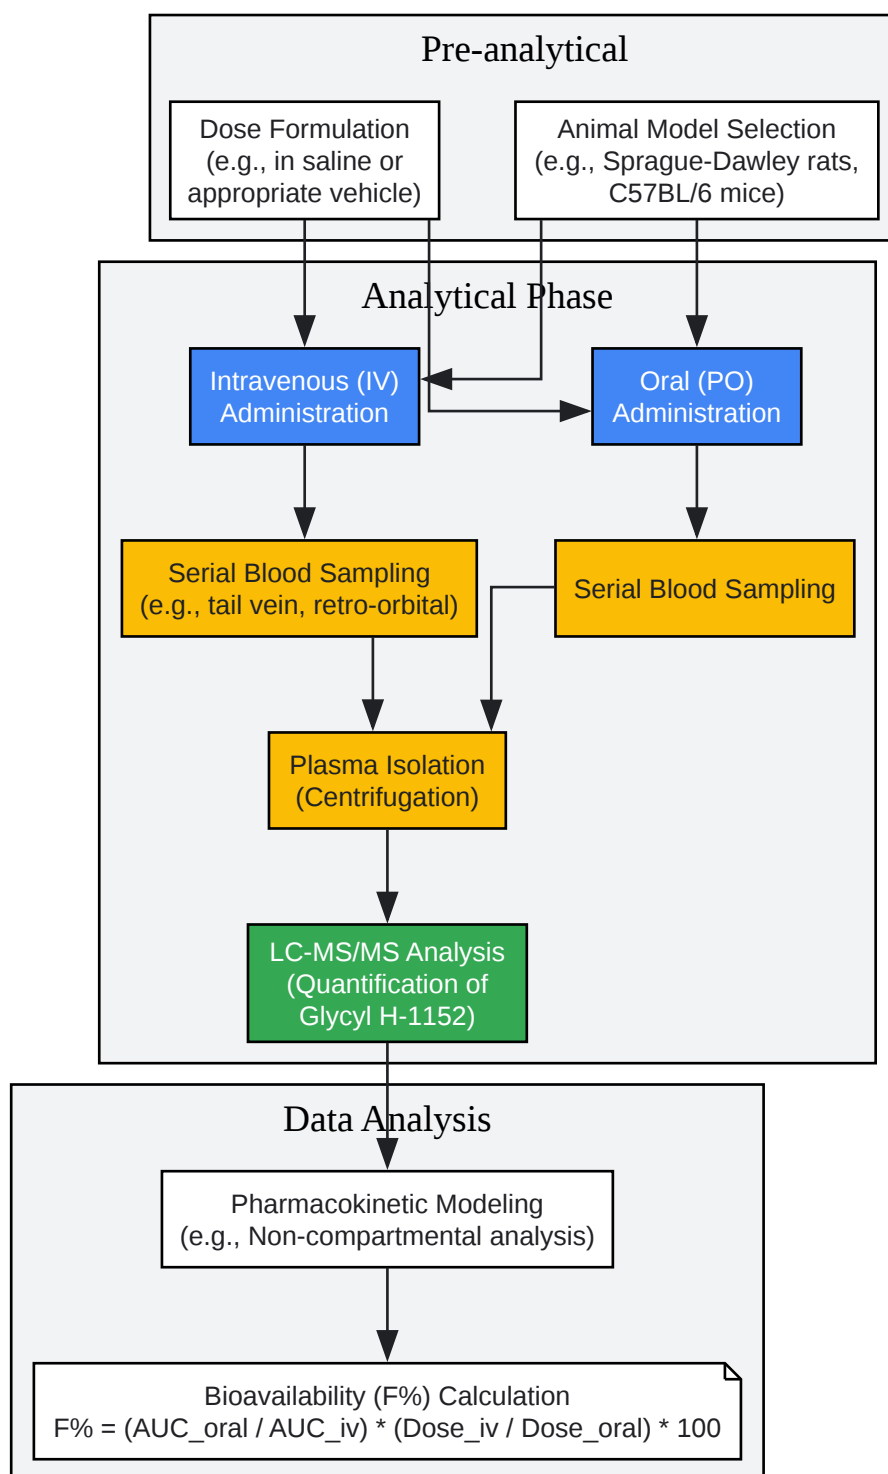 Pre-analytical
Dose Formulation
(e.g., in saline or
appropriate vehicle)
Animal Model Selection
(e.g., Sprague-Dawley rats,
C57BL/6 mice)
Analytical Phase
Intravenous (IV)
Administration
Oral (PO)
Administration
Serial Blood Sampling
(e.g., tail vein, retro-orbital)
Serial Blood Sampling
Plasma Isolation
(Centrifugation)
LC-MS/MS Analysis
(Quantification of
Glycyl H-1152)
Data Analysis
Pharmacokinetic Modeling
(e.g., Non-compartmental analysis)
Bioavailability (F%) Calculation
F% = (AUC_oral / AUC_iv) * (Dose_iv / Dose_oral) * 100